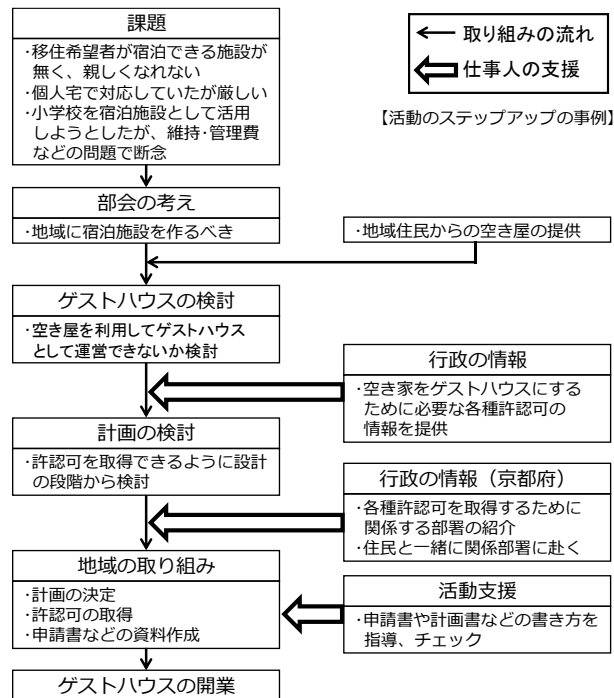 課題
･移住希望者が宿泊できる施設が
無く、親しくなれない
･個人宅で対応していたが厳しい
･小学校を宿泊施設として活用
しようとしたが、維持･管理費
などの問題で断念
取り組みの流れ
仕事人の支援
【活動のステップアップの事例】
部会の考え
･地域に宿泊施設を作るべき
･地域住民からの空き屋の提供
ゲストハウスの検討
･空き屋を利用してゲストハウス
として運営できないか検討
行政の情報
･空き家をゲストハウスにする
ために必要な各種許認可の
情報を提供
計画の検討
･許認可を取得できるように設計
の段階から検討
行政の情報（京都府）
･各種許認可を取得するために
関係する部署の紹介
･住民と一緒に関係部署に赴く
地域の取り組み
･計画の決定
･許認可の取得
･申請書などの資料作成
活動支援
･申請書や計画書などの書き方を
指導、チェック
ゲストハウスの開業